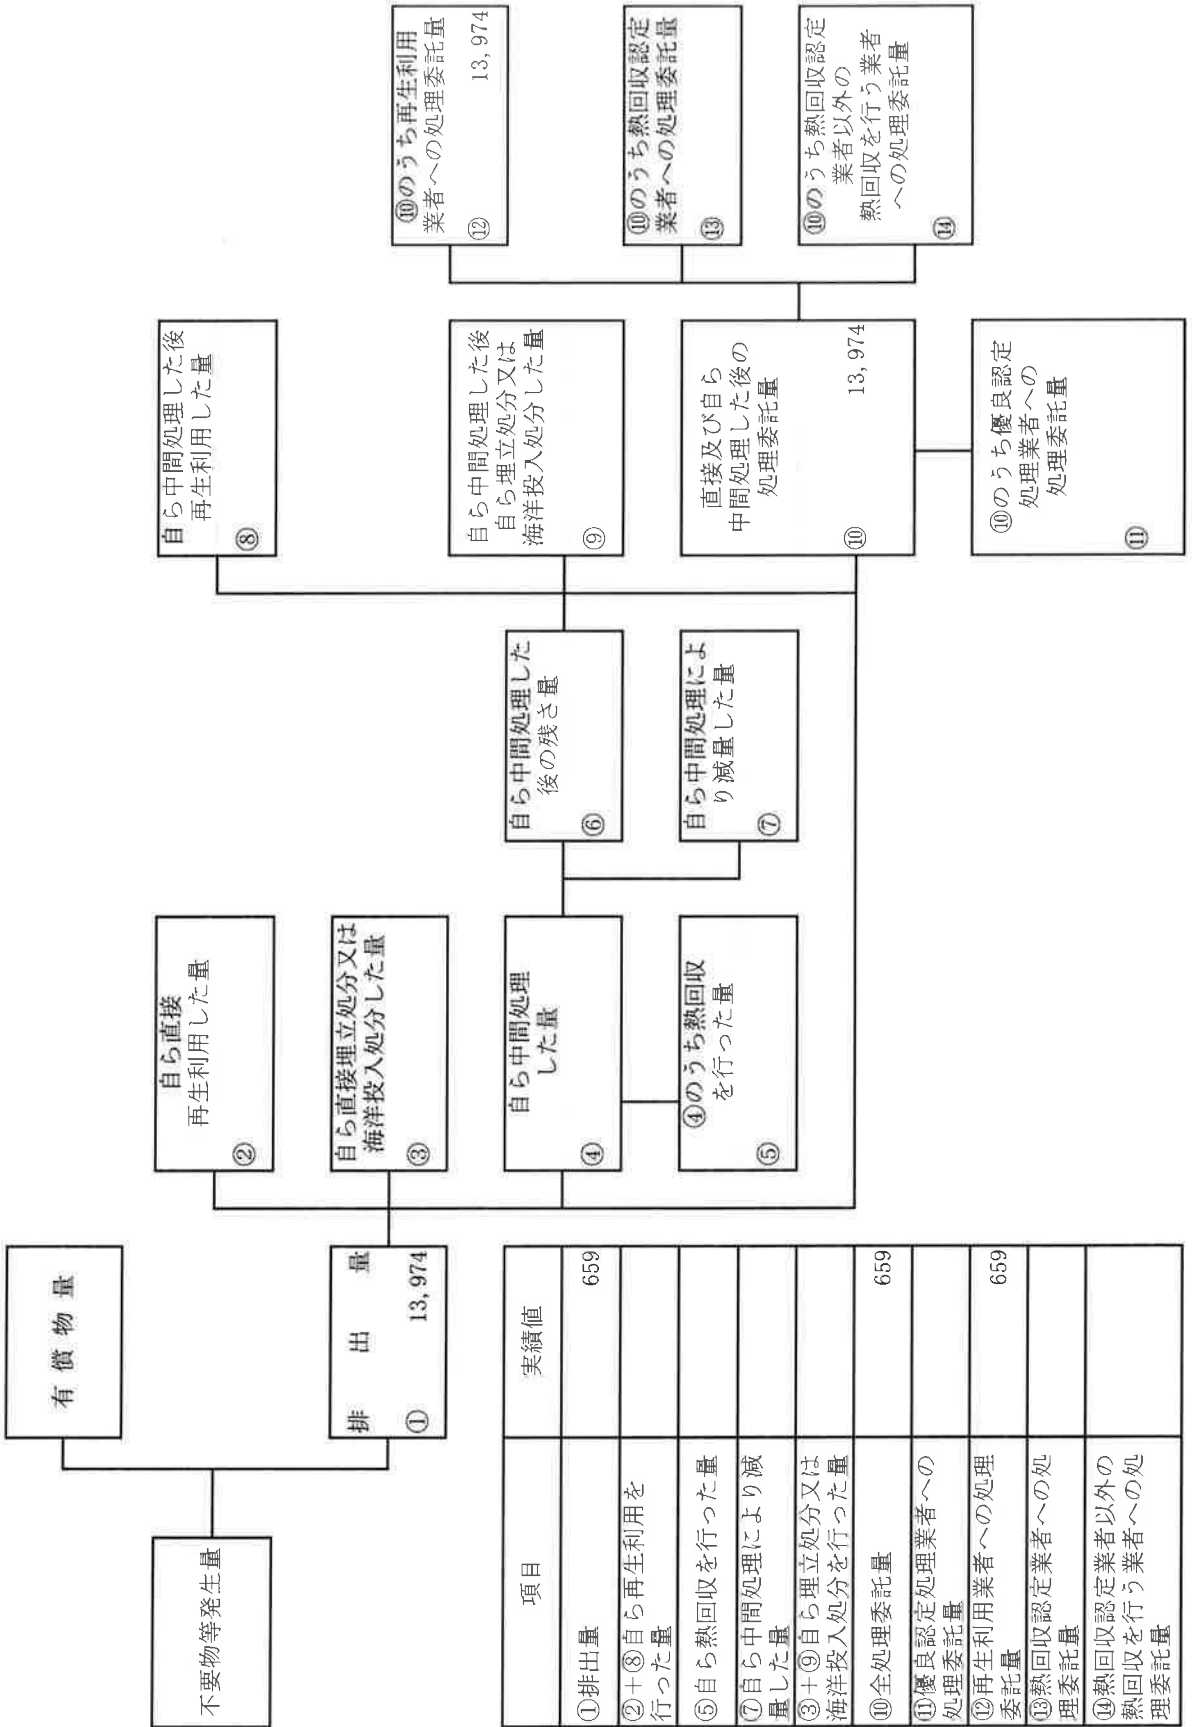 不要物等発生量
有償物量
排出量
① 13,974
自ら直接
再生利用した量
②
自ら直接埋立処分又は
海洋投入処分した量
③
自ら中間処理
した量
④
④のうち熱回収
を行った量
⑤
自ら中間処理した
後の残さ量
⑥
自ら中間処理によ
り減量した量
⑦
自ら中間処理した後
再生利用した量
⑧
自ら中間処理した後
自ら埋立処分又は
海洋投入処分した量
⑨
直接及び自ら
中間処理した後の
処理委託量
⑩ 13,974
⑩のうち優良認定
処理業者への
処理委託量
⑪
⑩のうち再生利用
業者への処理委託量
⑫ 13,974
⑩のうち熱回収認定
業者への処理委託量
⑬
⑩のうち熱回収認定
業者以外の
熱回収を行う業者
への処理委託量
⑭
項目 実績値
①排出量 659
②+⑧自ら再生利用を
行った量
⑤自ら熱回収を行った量
⑦自ら中間処理により減
量した量
③+⑨自ら埋立処分又は
海洋投入処分を行った量
⑩全処理委託量 659
⑪優良認定処理業者への
処理委託量
⑫再生利用業者への処理
委託量 659
⑬熱回収認定業者への処
理委託量
⑭熱回収認定業者以外の
熱回収を行う業者への処
理委託量